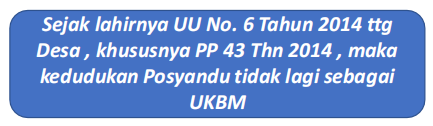 Sejak lahirnya UU No. 6 Tahun 2014 ttg
Desa , khususnya PP 43 Thn 2014 , maka
kedudukan Posyandu tidak lagi sebagai
UKBM